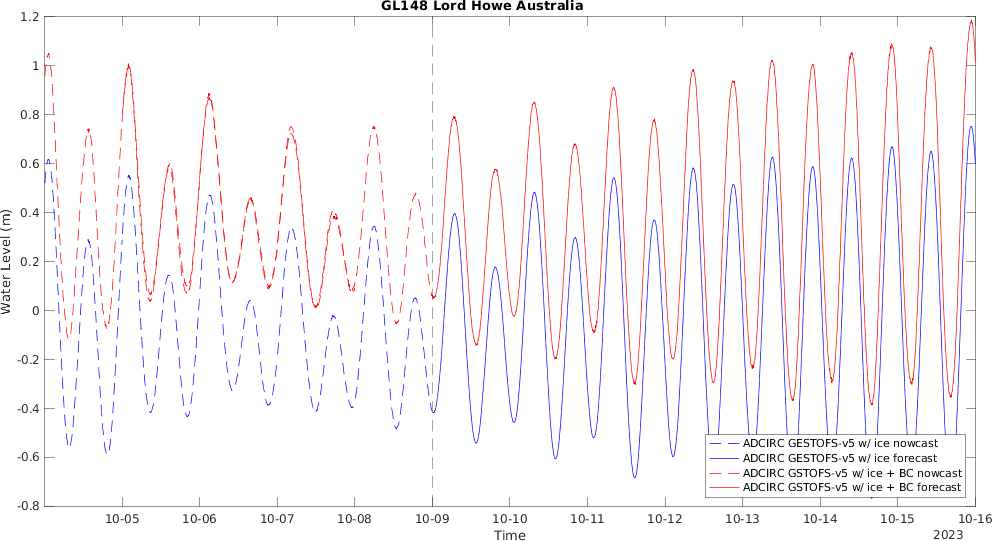 GL148 Lord Howe Australia
1.2
1
0.8
0.6
0.4
0.2
0
-0.2
-0.4
-0.6
-0.8
Water Level (m)
ADCIRC GESTOFS-v5 w/ ice nowcast
ADCIRC GESTOFS-v5 w/ ice forecast
ADCIRC GSTOFS-v5 w/ ice + BC nowcast
ADCIRC GSTOFS-v5 w/ ice + BC forecast
10-05 10-06 10-07 10-08 10-09 10-10 10-11 10-12 10-13 10-14 10-15 10-16
Time
2023